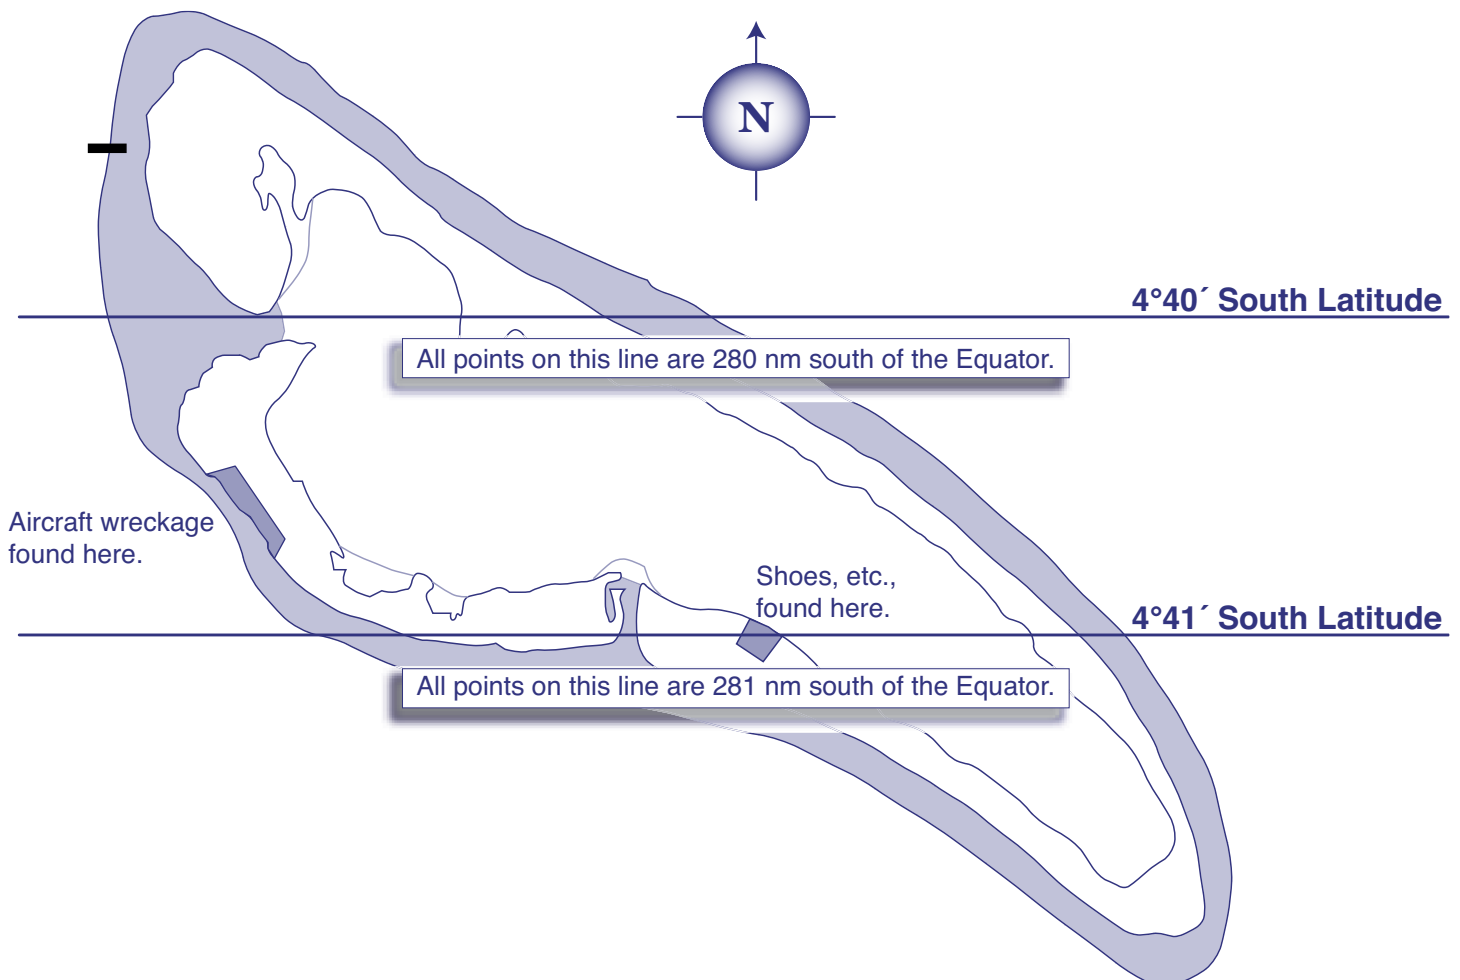 N
4°40´ South Latitude
All points on this line are 280 nm south of the Equator.
Aircraft wreckage
found here.
Shoes, etc.,
found here.
4°41´ South Latitude
All points on this line are 281 nm south of the Equator.